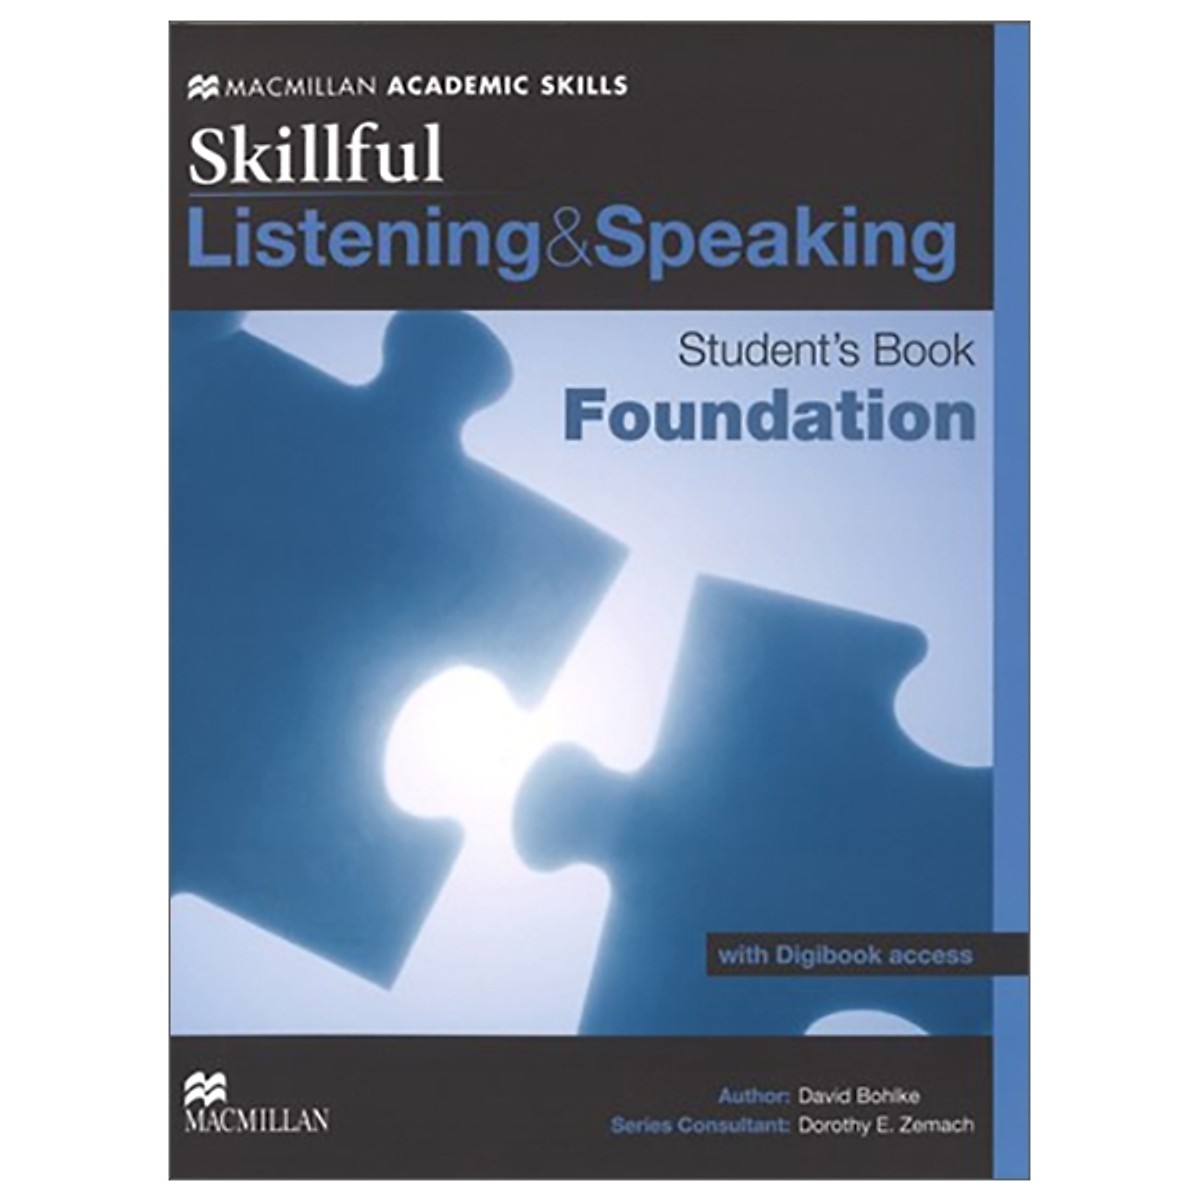 MACMILLAN ACADEMIC SKILLS
Skillful
Listening&Speaking
Student's Book
Foundation
with Digibook access
MACMILLAN
Author: David Bohlke
Series Consultant: Dorothy E. Zemach